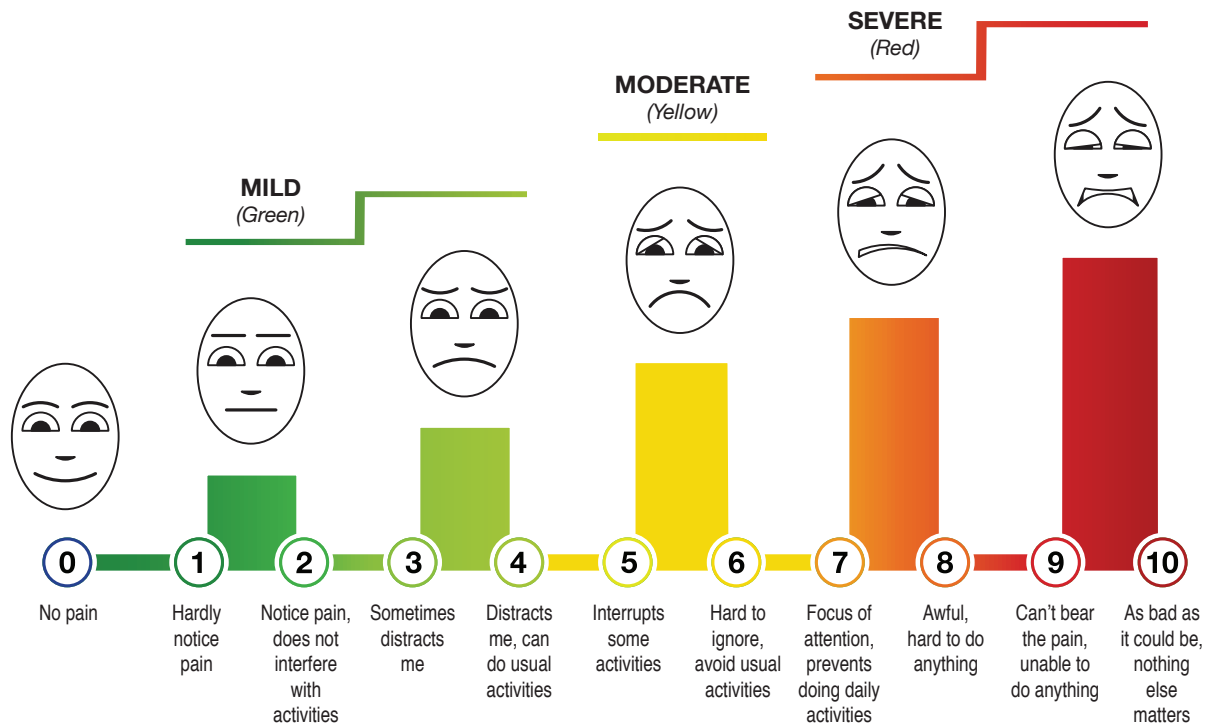 SEVERE
(Red)
MODERATE
(Yellow)
MILD
(Green)
0
1
2
3
4
5
6
7
8
9
10
No pain
Hardly
notice
pain
Notice pain,
does not
interfere
with
activities
Sometimes
distracts
me
Distracts
me, can
do usual
activities
Interrupts
some
activities
Hard to
ignore,
avoid usual
activities
Focus of
attention,
prevents
doing daily
activities
Awful,
hard to do
anything
Can’t bear
the pain,
unable to
do anything
As bad as
it could be,
nothing
else
matters